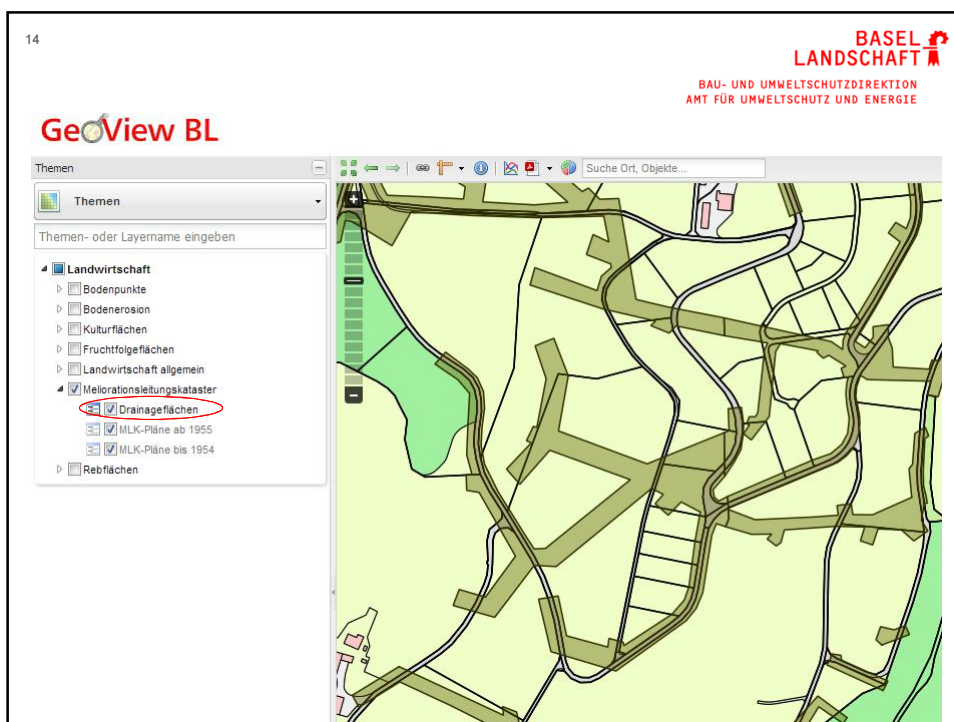 14
BASEL
LANDSCHAFT
BAU- UND UMWELTSCHUTZDIREKTION
AMT FÜR UMWELTSCHUTZ UND ENERGIE
GeoView BL
Themen
Suche Ort, Objekte...
Themen
Themen- oder Layername eingeben
Landwirtschaft
Bodenpunkte
Bodenerosion
Kulturflächen
Fruchtfolgeflächen
Landwirtschaft allgemein
Meliorationsleitungskataster
Drainageflächen
MLK-Pläne ab 1955
MLK-Pläne bis 1954
Rebflächen